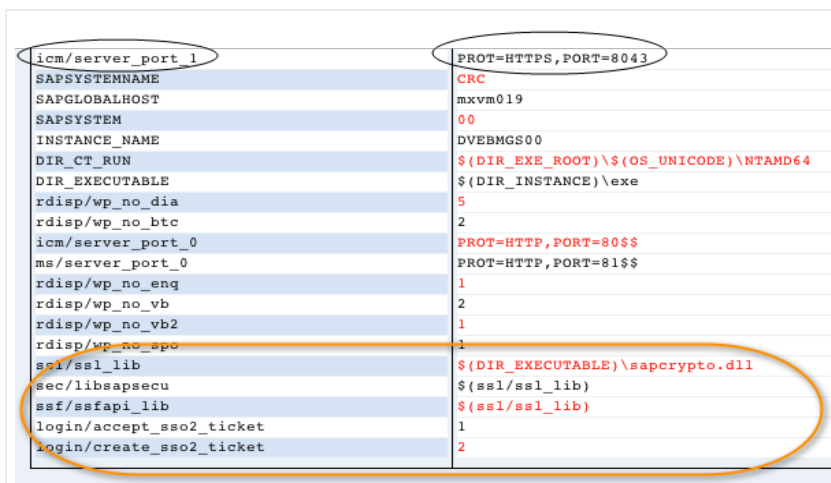 icm/server_port_1 PROT=HTTPS,PORT=8043
SAPSYSTEMNAME CRC
SAPGLOBALHOST mxvm019
SAPSYSTEM 00
INSTANCE_NAME DVEBMGS00
DIR_CT_RUN $(DIR_EXE_ROOT)\$(OS_UNICODE)\NTAMD64
DIR_EXECUTABLE $(DIR_INSTANCE)\exe
rdisp/wp_no_dia 5
rdisp/wp_no_btc 2
icm/server_port_0 PROT=HTTP,PORT=80$$
ms/server_port_0 PROT=HTTP,PORT=81$$
rdisp/wp_no_enq 1
rdisp/wp_no_vb 2
rdisp/wp_no_vb2 1
rdisp/wp_no_spo 1
ssl/ssl_lib $(DIR_EXECUTABLE)\sapcrypto.dll
sec/libsapsecu $(ssl/ssl_lib)
ssf/ssfapi_lib $(ssl/ssl_lib)
login/accept_sso2_ticket 1
login/create_sso2_ticket 2